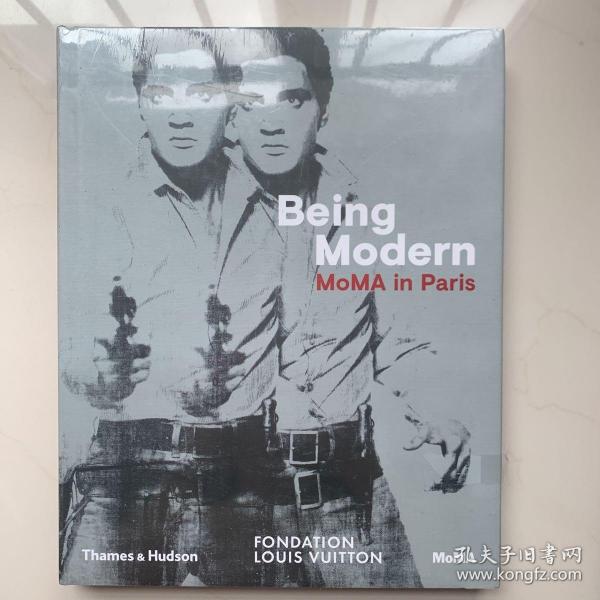 Being
Modern
MoMA in Paris
Thames & Hudson
FONDATION
LOUIS VUITTON
MoMA
孔夫子旧书网
www.kongfz.com